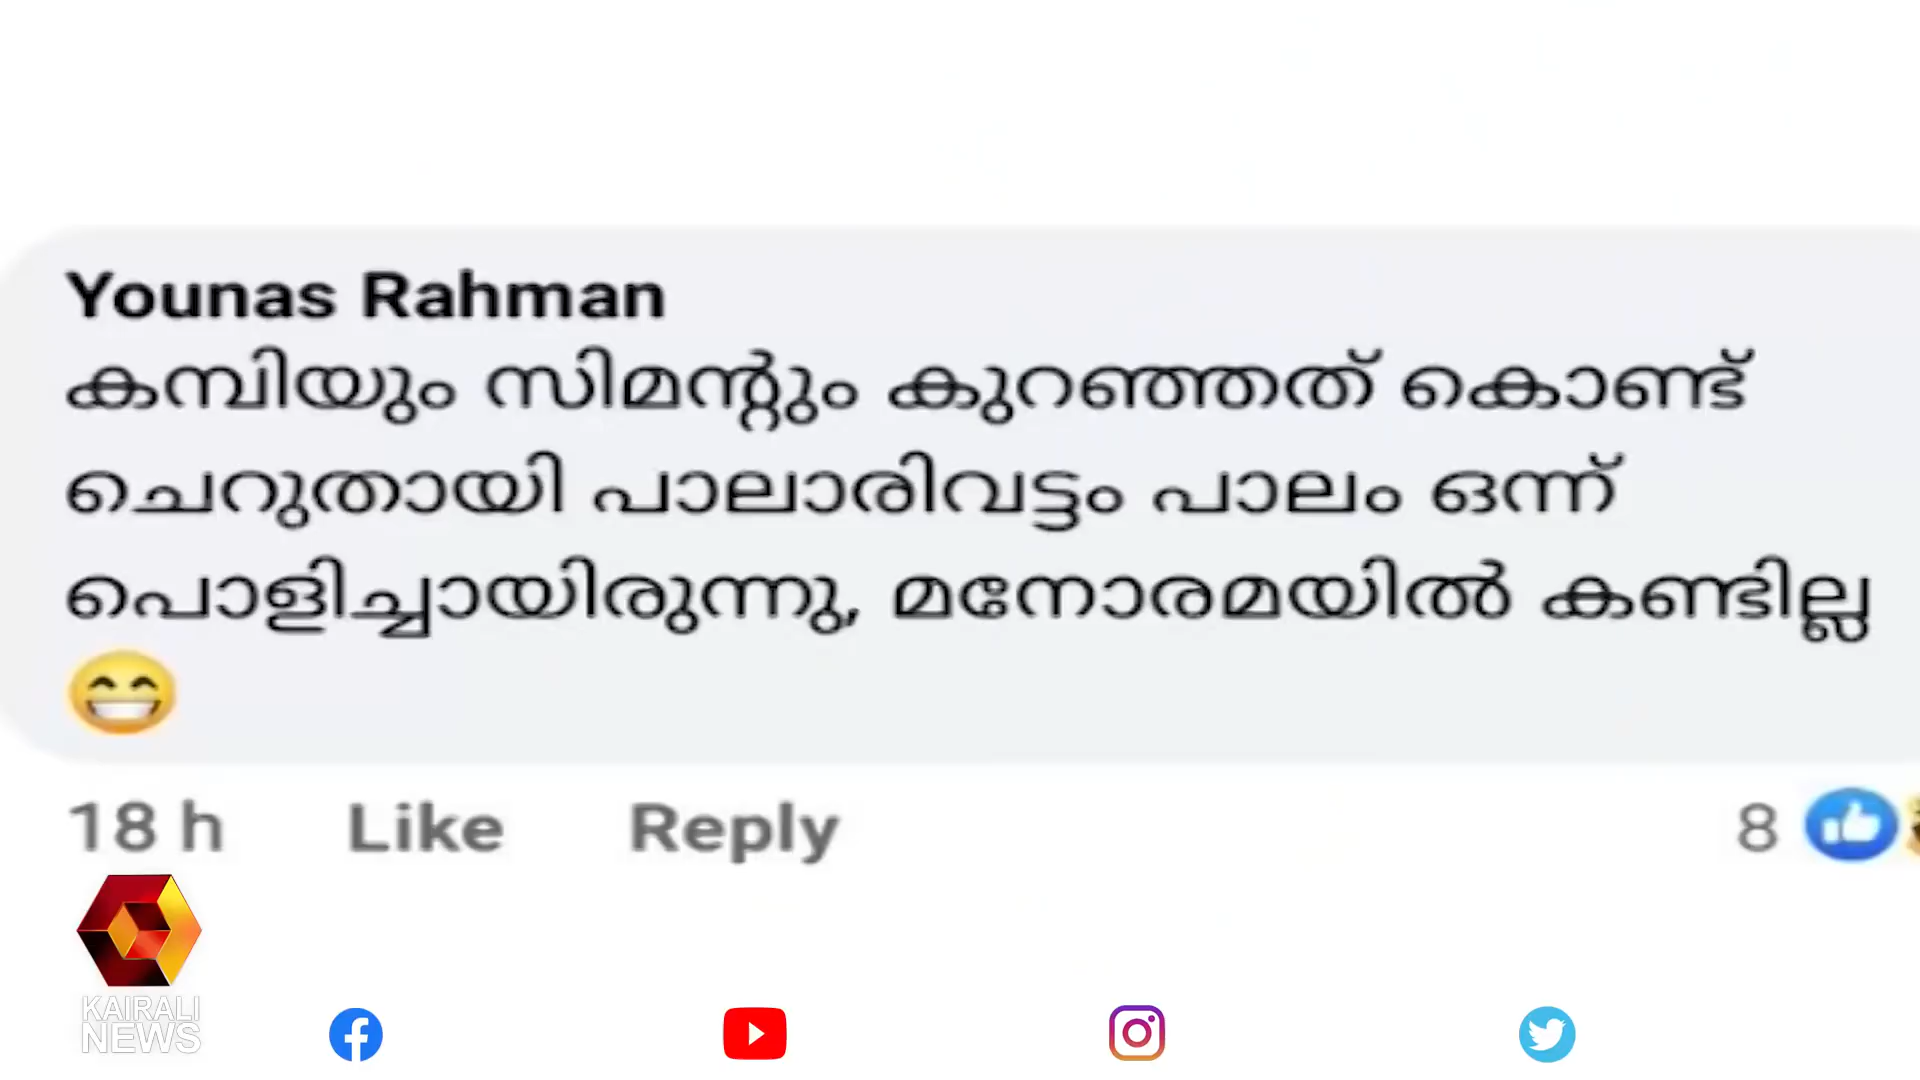 Younas Rahman
കമ്പിയും സിമന്റും കുറഞ്ഞത് കൊണ്ട്
ചെറുതായി പാലാരിവട്ടം പാലം ഒന്ന്
പൊളിച്ചായിരുന്നു, മനോരമയിൽ കണ്ടില്ല
😁
18 h Like Reply 8
KAIRALI
NEWS